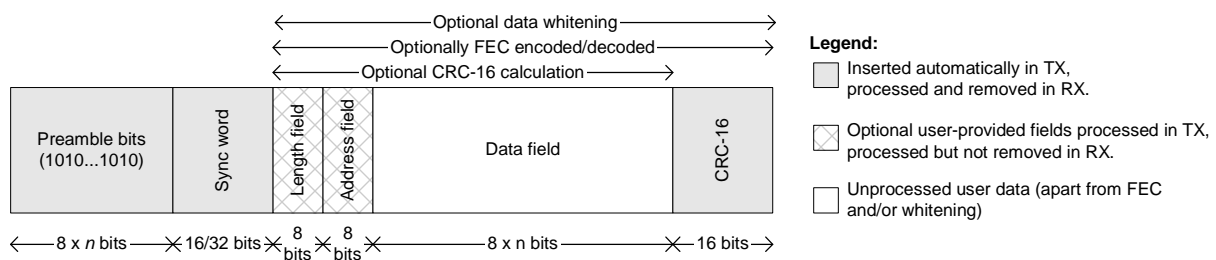 Optional data whitening
Optionally FEC encoded/decoded
Optional CRC-16 calculation
Preamble bits
(1010...1010)
Sync word
Length field
Address field
Data field
CRC-16
8 x n bits
16/32 bits
8
bits
8
bits
8 x n bits
16 bits
Legend:
Inserted automatically in TX,
processed and removed in RX.
Optional user-provided fields processed in TX,
processed but not removed in RX.
Unprocessed user data (apart from FEC
and/or whitening)